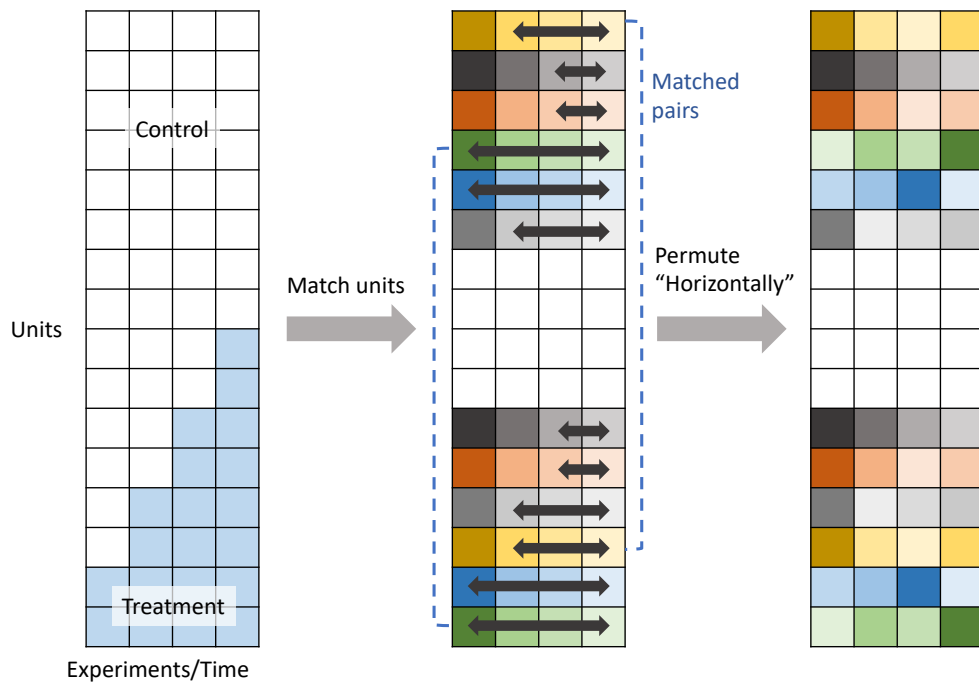 Control
Matched
pairs
Permute
“Horizontally”
Match units
Units
Treatment
Experiments/Time